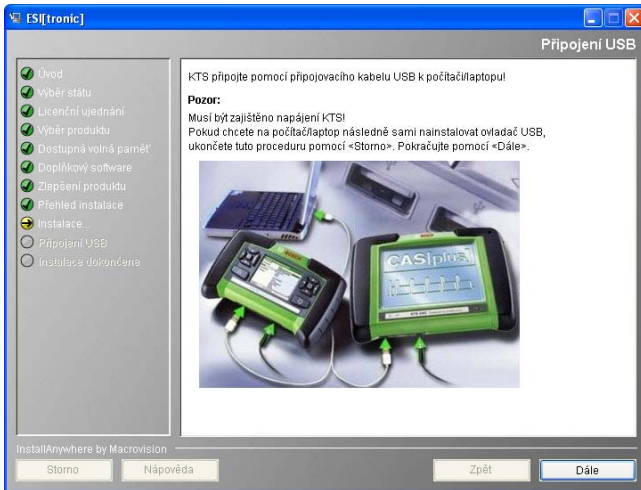 ESI[tronic]
Připojení USB
Úvod
Výběr státu
Licenční ujednání
Výběr produktu
Dostupná volná paměť
Doplňkový software
Zlepšení produktu
Přehled instalace
Instalace...
Připojení USB
Instalace dokončena
KTS připojte pomocí připojovacího kabelu USB k počítači/laptopu!
Pozor:
Musí být zajištěno napájení KTS!
Pokud chcete na počítač/laptop následně sami nainstalovat ovladač USB,
ukončete tuto proceduru pomocí <Storno>. Pokračujte pomocí <Dále>.
BOSCH
CAS[plus]
InstallAnywhere by Macrovision
Storno
Nápověda
Zpět
Dále